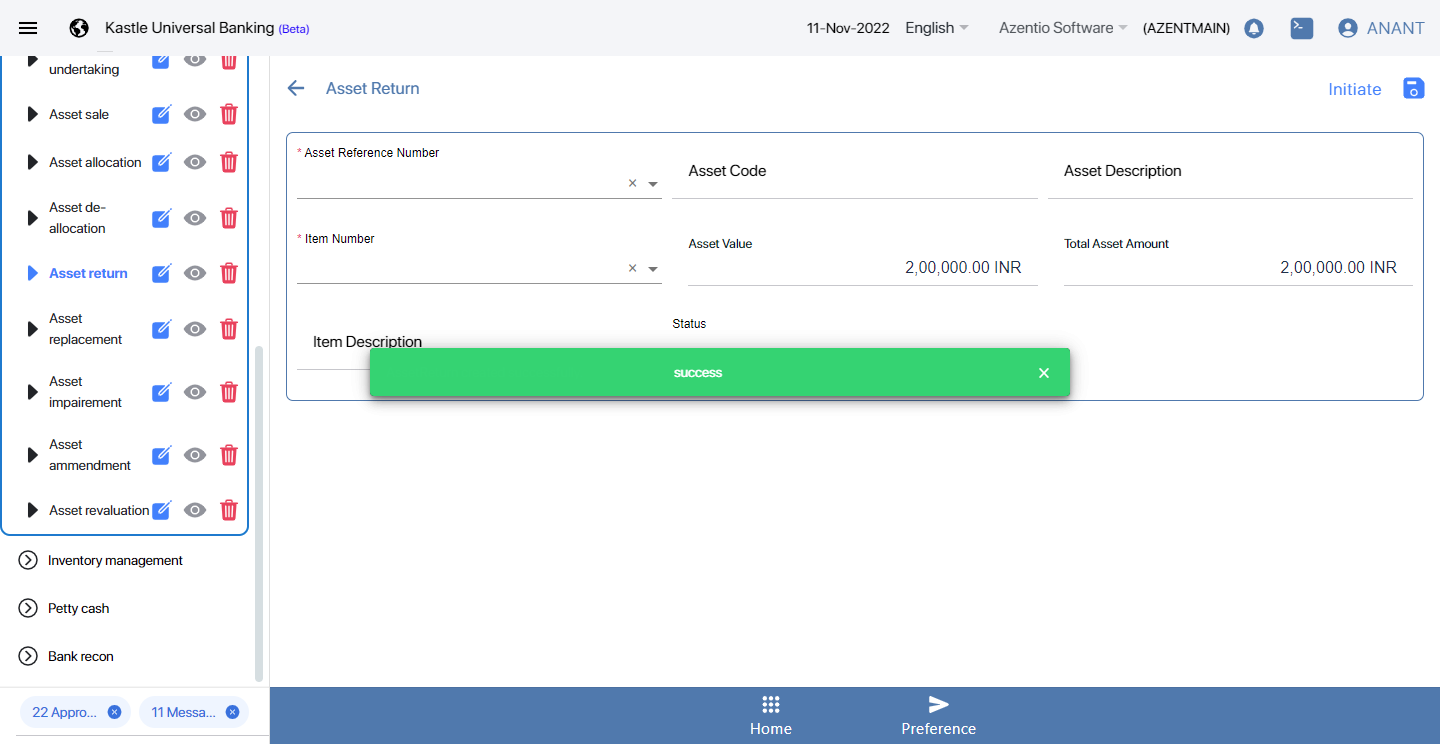 Kastle Universal Banking (Beta)
11-Nov-2022
English
Azentio Software
(AZENTMAIN)
ANANT
undertaking
Asset sale
Asset allocation
Asset de-
allocation
Asset return
Asset
replacement
Asset
impairement
Asset
ammendment
Asset revaluation
Inventory management
Petty cash
Bank recon
22 Appro...
11 Messa...
Asset Return
Initiate
* Asset Reference Number
Asset Code
Asset Description
* Item Number
Asset Value
2,00,000.00 INR
Total Asset Amount
2,00,000.00 INR
Item Description
Status
success
Home
Preference